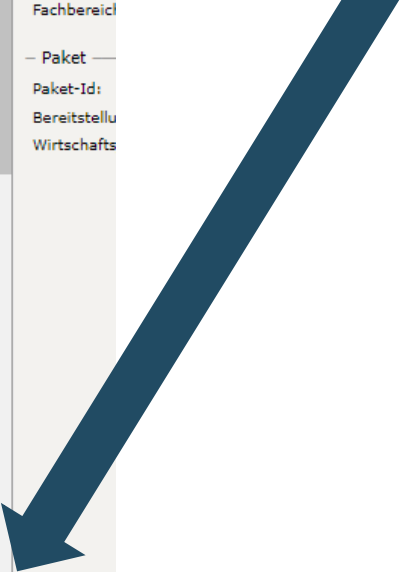 Fachbereich
Paket
Paket-Id:
Bereitstellu
Wirtschafts